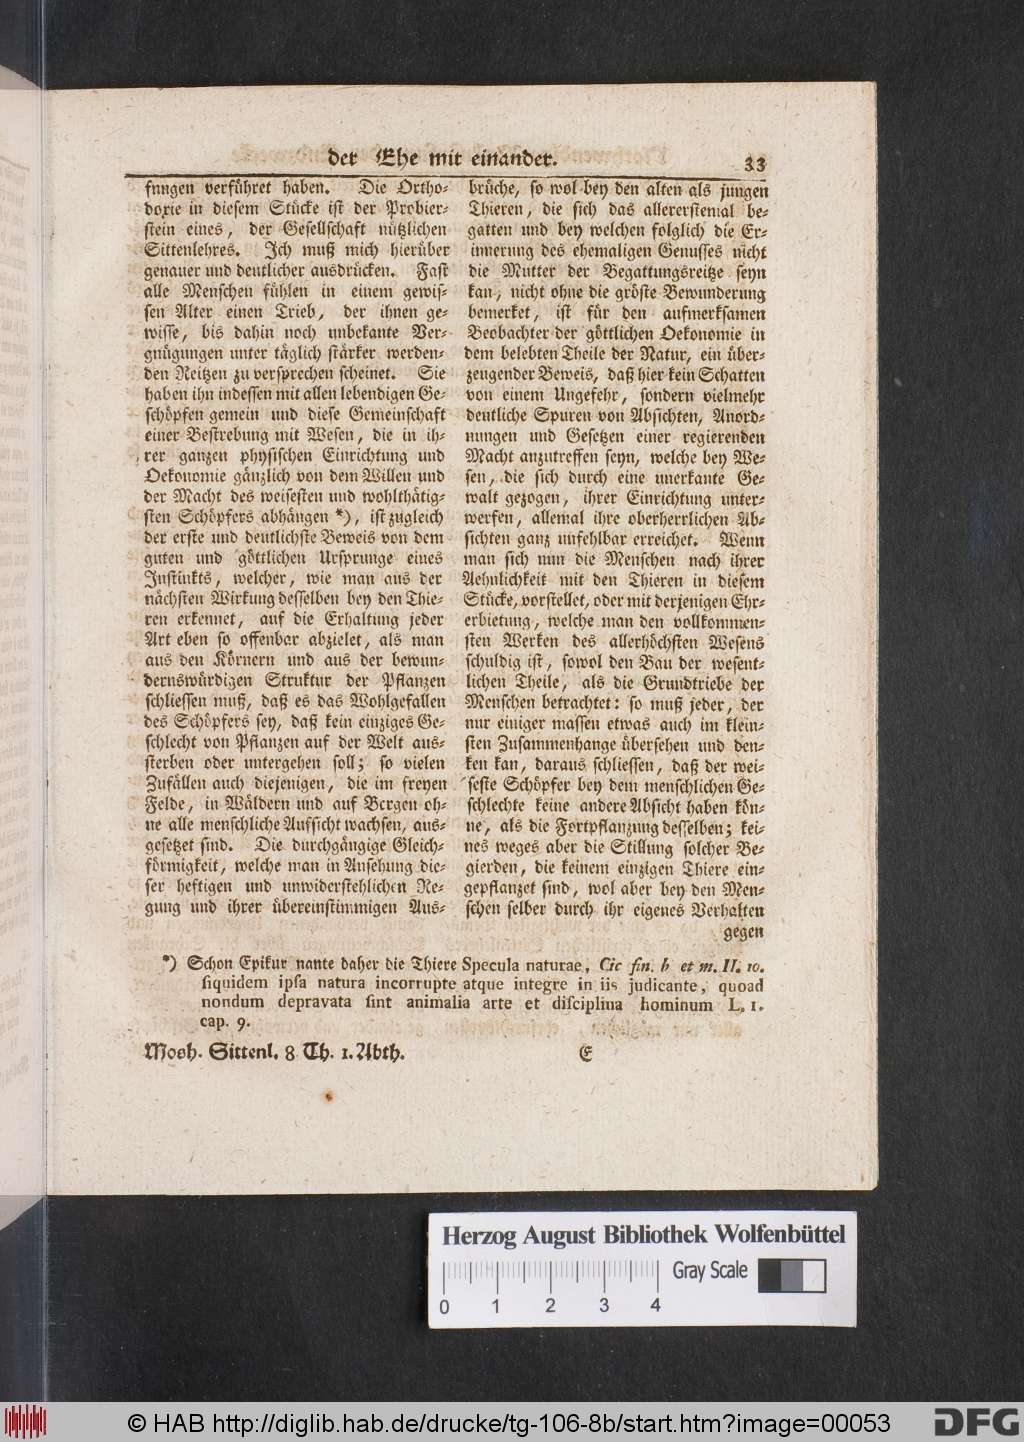 der Ehe mit einander.
33
fungen verführet haben. Die Ortho-
doxie in diesem Stücke ist der Probier-
stein eines, der Gesellschaft nützlichen
Sittenlehres. Ich muß mich hierüber
genauer und deutlicher ausdrücken. Fast
alle Menschen fühlen in einem gewis-
sen Alter einen Trieb, der ihnen ge-
wisse, bis dahin noch unbekante Ver-
gnügungen unter täglich stärker werden-
den Reitzen zu versprechen scheinet. Sie
haben ihn indessen mit allen lebendigen Ge-
schöpfen gemein und diese Gemeinschaft
einer Bestrebung mit Wesen, die in ih-
rer ganzen physischen Einrichtung und
Oekonomie gänzlich von dem Willen und
der Macht des weisesten und wohlthätig-
sten Schöpfers abhängen *), ist zugleich
der erste und deutlichste Beweis von dem
guten und göttlichen Ursprunge eines
Instinkts, welcher, wie man aus der
nächsten Wirkung desselben bey den Thie-
ren erkennet, auf die Erhaltung jeder
Art eben so offenbar abzielet, als man
aus den Körnern und aus der bewun-
dernswürdigen Struktur der Pflanzen
schliessen muß, daß es das Wohlgefallen
des Schöpfers sey, daß kein einziges Ge-
schlecht von Pflanzen auf der Welt aus-
sterben oder untergehen soll; so vielen
Zufällen auch diejenigen, die im freyen
Felde, in Wäldern und auf Bergen oh-
ne alle menschliche Aufsicht wachsen, aus-
gesetzet sind. Die durchgängige Gleich-
förmigkeit, welche man in Ansehung die-
ser heftigen und unwiderstehlichen Re-
gung und ihrer übereinstimmigen Aus-
brüche, so wol bey den alten als jungen
Thieren, die sich das allererstemal be-
gatten und bey welchen folglich die Er-
innerung des ehemaligen Genusses nicht
die Mutter der Begattungsreitze seyn
kan, nicht ohne die gröste Bewunderung
bemerket, ist für den aufmerksamen
Beobachter der göttlichen Oekonomie in
dem belebten Theile der Natur, ein über-
zeugender Beweis, daß hier kein Schatten
von einem Ungefehr, sondern vielmehr
deutliche Spuren von Absichten, Anord-
nungen und Gesetzen einer regierenden
Macht anzutreffen seyn, welche bey We-
sen, die sich durch eine unerkante Ge-
walt gezogen, ihrer Einrichtung unter-
werfen, allemal ihre oberherrlichen Ab-
sichten ganz unfehlbar erreichet. Wenn
man sich nun die Menschen nach ihrer
Aehnlichkeit mit den Thieren in diesem
Stücke, vorstellet, oder mit derjenigen Ehr-
erbietung, welche man den vollkommen-
sten Werken des allerhöchsten Wesens
schuldig ist, sowol den Bau der wesent-
lichen Theile, als die Grundtriebe der
Menschen betrachtet: so muß jeder, der
nur einiger massen etwas auch im klein-
sten Zusammenhange übersehen und den-
ken kan, daraus schliessen, daß der wei-
seste Schöpfer bey dem menschlichen Ge-
schlechte keine andere Absicht haben kön-
ne, als die Fortpflanzung desselben; kei-
nes weges aber die Stillung solcher Be-
gierden, die keinem einzigen Thiere ein-
gepflanzet sind, wol aber bey den Men-
schen selber durch ihr eigenes Verhalten
gegen
*) Schon Epikur nante daher die Thiere Specula naturae, Cic fin. b et m. II. 10.
siquidem ipsa natura incorrupte atque integre in iis judicante, quoad
nondum depravata sint animalia arte et disciplina hominum L. 1.
cap. 9.
Mosh. Sittenl. 8 Th. 1. Abth.
E
Herzog August Bibliothek Wolfenbüttel
Gray Scale
0 1 2 3 4
© HAB http://diglib.hab.de/drucke/tg-106-8b/start.htm?image=00053
DFG